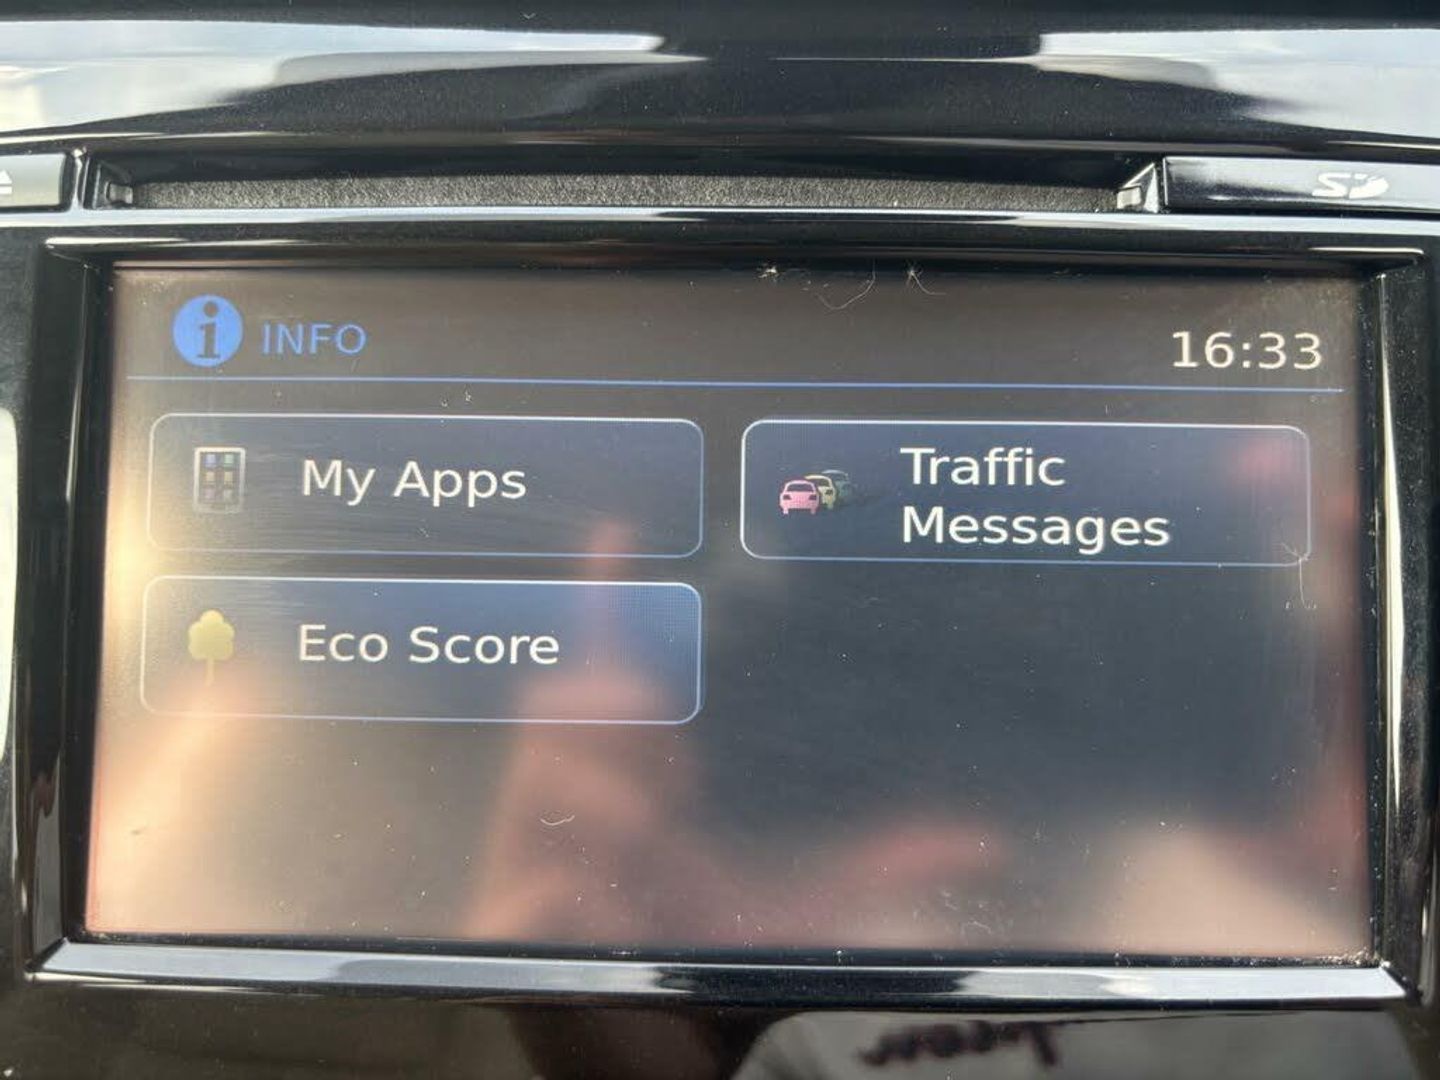 SD
INFO
16:33
My Apps
Traffic
Messages
Eco Score